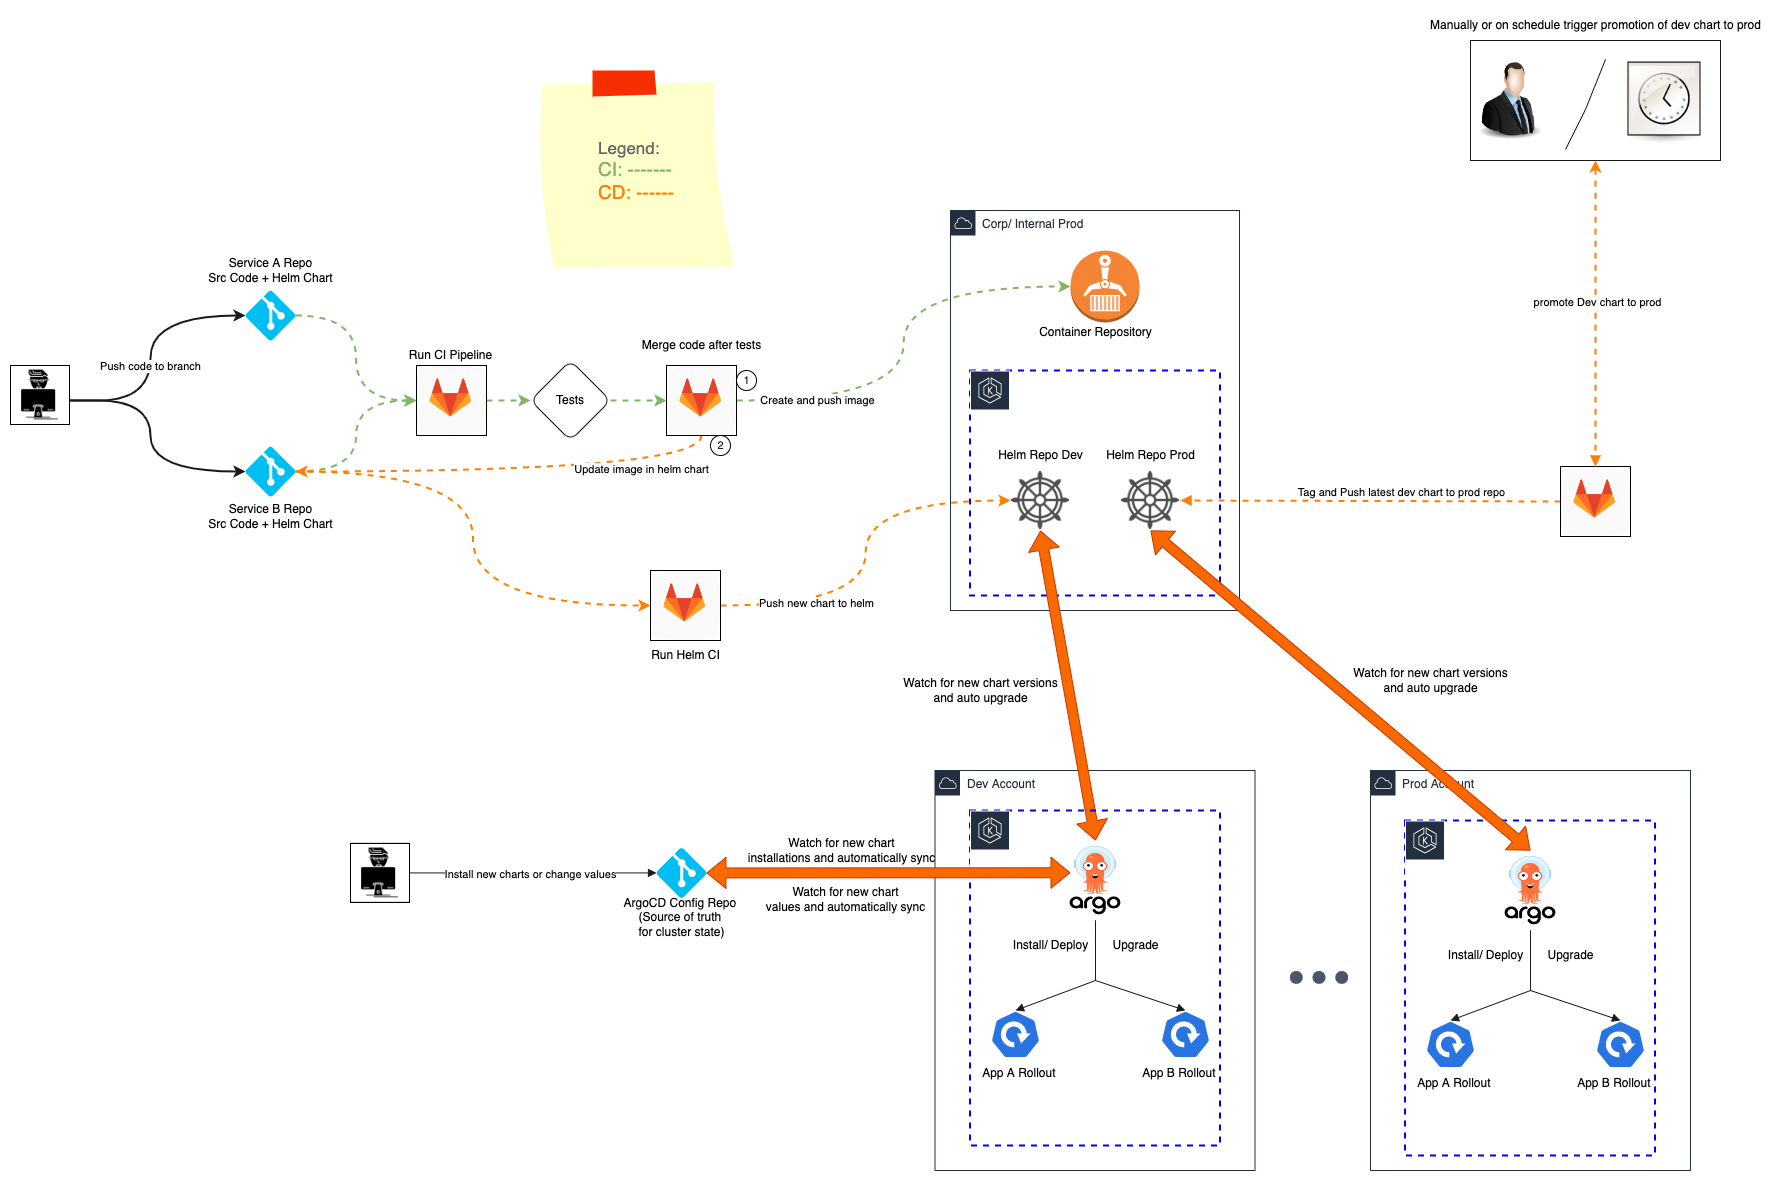 Manually or on schedule trigger promotion of dev chart to prod
Legend:
CI: -------
CD: ------
Corp/ Internal Prod
Service A Repo
Src Code + Helm Chart
promote Dev chart to prod
Container Repository
Merge code after tests
Run CI Pipeline
Push code to branch
1
Tests
Create and push image
2
Update image in helm chart
Helm Repo Dev
Helm Repo Prod
Tag and Push latest dev chart to prod repo
Service B Repo
Src Code + Helm Chart
Push new chart to helm
Run Helm CI
Watch for new chart versions
and auto upgrade
Watch for new chart versions
and auto upgrade
Dev Account
Prod Account
K
K
K
Watch for new chart
installations and automatically sync
Install new charts or change values
Watch for new chart
values and automatically sync
ArgoCD Config Repo
(Source of truth
for cluster state)
argo
argo
Install/ Deploy
Upgrade
Install/ Deploy
Upgrade
App A Rollout
App B Rollout
App A Rollout
App B Rollout